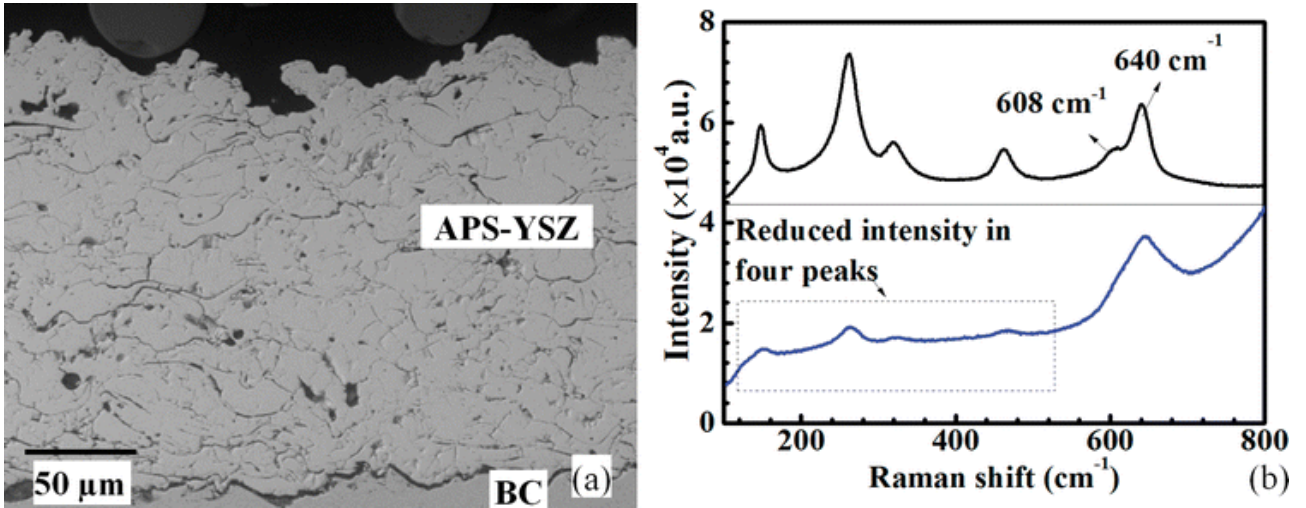 APS-YSZ
50 µm
BC
(a)
8
6
4
2
0
Intensity (×10⁴ a.u.)
608 cm⁻¹
640 cm⁻¹
Reduced intensity in
four peaks
200
400
600
800
Raman shift (cm⁻¹)
(b)